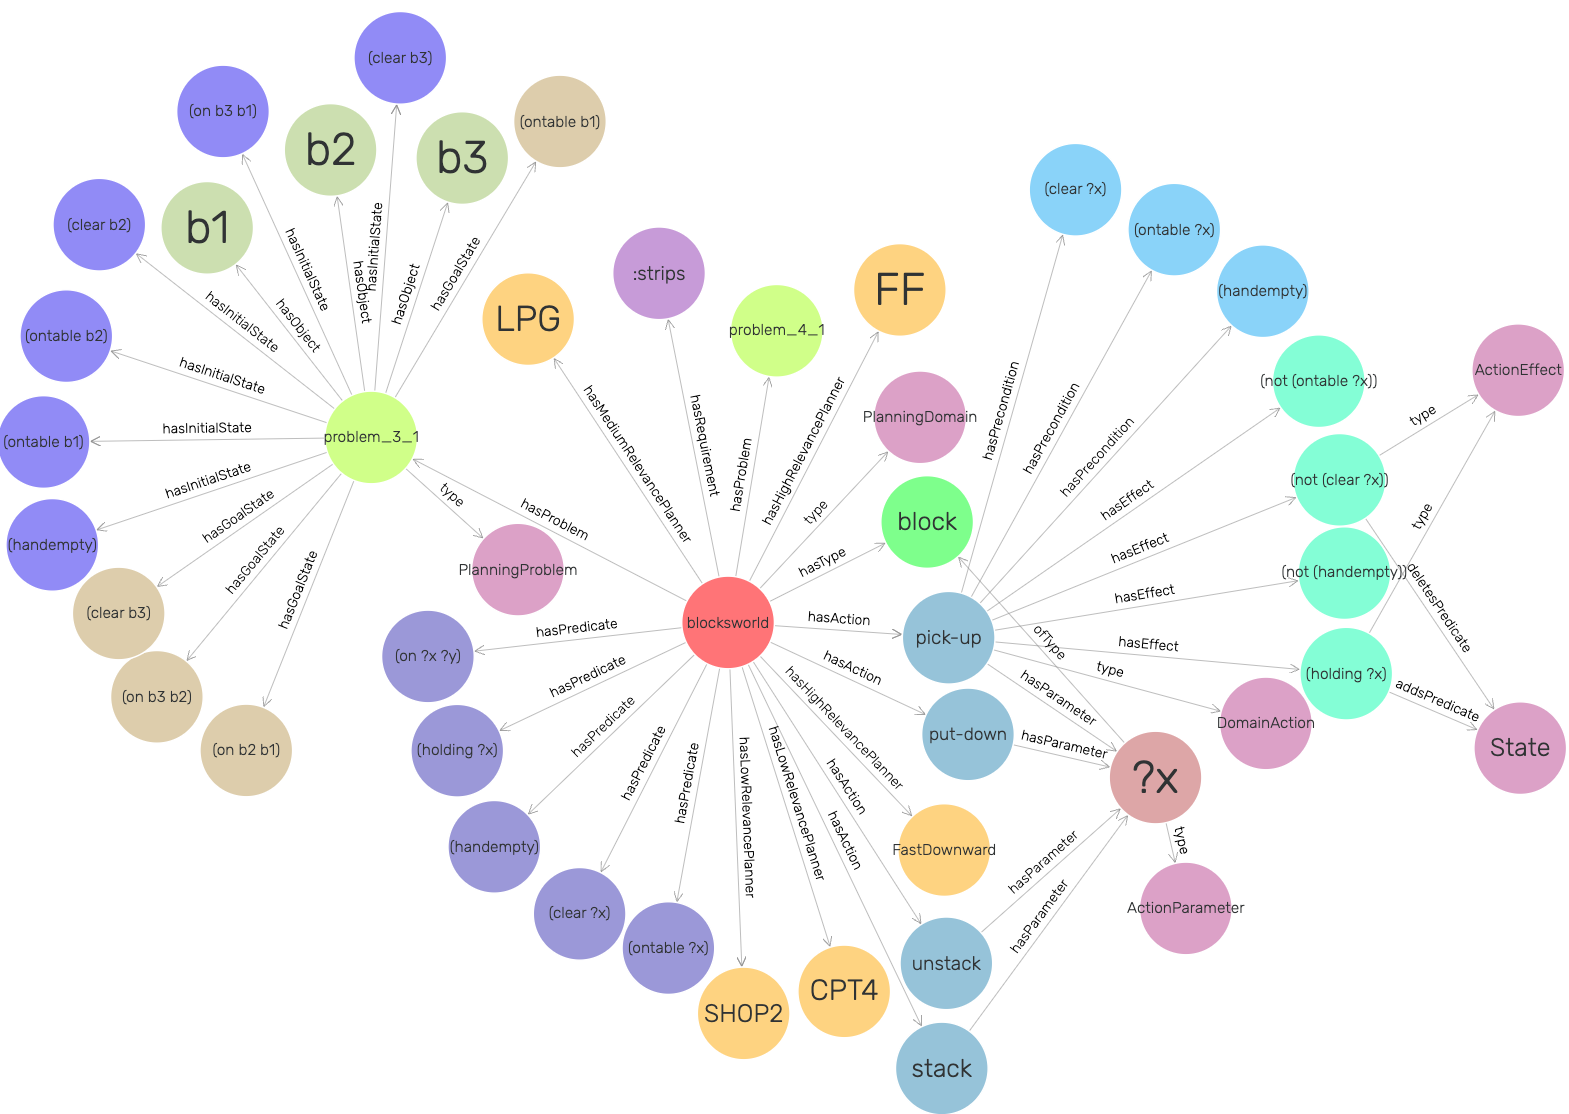 (clear b3)
(on b3 b1)
b2
b3
(ontable b1)
(clear b2)
b1
(ontable b2)
(ontable b1)
(handempty)
(clear b3)
(on b3 b2)
(on b2 b1)
problem_3_1
hasInitialState
hasObject
hasInitialState
hasObject
hasGoalState
hasInitialState
hasObject
hasInitialState
hasInitialState
hasInitialState
hasGoalState
hasGoalState
hasGoalState
type
PlanningProblem
hasProblem
LPG
:strips
problem_4_1
FF
PlanningDomain
block
hasMediumRelevancePlanner
hasRequirement
hasProblem
hasHighRelevancePlanner
type
hasType
blocksworld
hasAction
hasAction
hasHighRelevancePlanner
hasAction
hasAction
hasLowRelevancePlanner
hasLowRelevancePlanner
hasPredicate
hasPredicate
hasPredicate
hasPredicate
hasPredicate
(on ?x ?y)
(holding ?x)
(handempty)
(clear ?x)
(ontable ?x)
SHOP2
CPT4
FastDownward
unstack
stack
pick-up
put-down
(clear ?x)
(ontable ?x)
(handempty)
hasPrecondition
hasPrecondition
hasPrecondition
(not (ontable ?x))
(not (clear ?x))
(not (handempty))
(holding ?x)
hasEffect
hasEffect
hasEffect
hasEffect
type
DomainAction
ofType
hasParameter
hasParameter
hasParameter
hasParameter
?x
type
ActionParameter
ActionEffect
type
type
deletesPredicate
addsPredicate
State